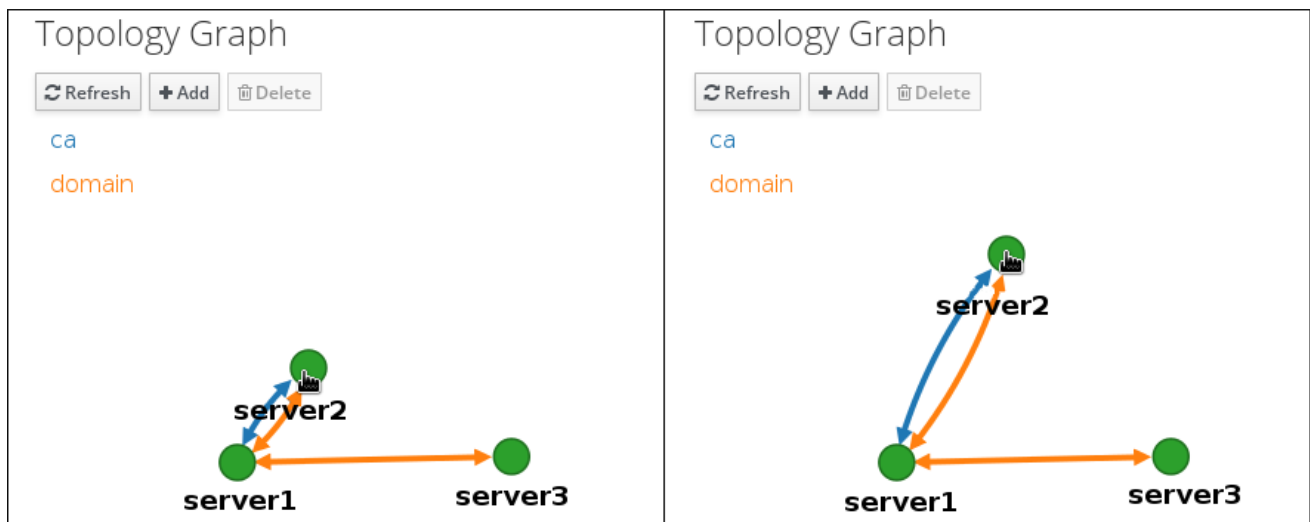 Topology Graph
Refresh Add Delete
ca
domain
server2
server1
server3
Topology Graph
Refresh Add Delete
ca
domain
server2
server1
server3